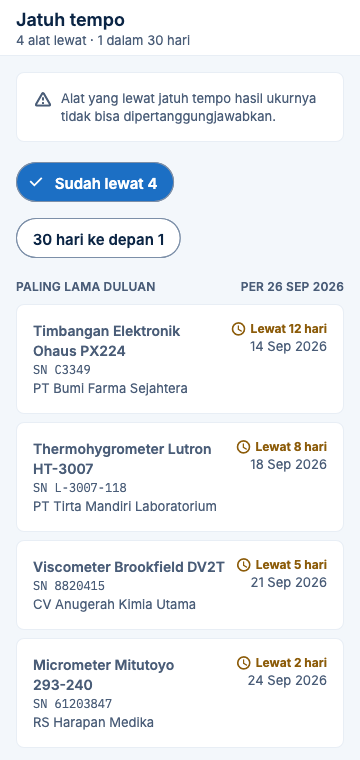 Jatuh tempo
4 alat lewat · 1 dalam 30 hari
Alat yang lewat jatuh tempo hasil ukurnya
tidak bisa dipertanggungjawabkan.
Sudah lewat 4
30 hari ke depan 1
PALING LAMA DULUAN PER 26 SEP 2026
Timbangan Elektronik Lewat 12 hari
Ohaus PX224 14 Sep 2026
SN C3349
PT Bumi Farma Sejahtera
Thermohygrometer Lutron Lewat 8 hari
HT-3007 18 Sep 2026
SN L-3007-118
PT Tirta Mandiri Laboratorium
Viscometer Brookfield DV2T Lewat 5 hari
SN 8820415 21 Sep 2026
CV Anugerah Kimia Utama
Micrometer Mitutoyo Lewat 2 hari
293-240 24 Sep 2026
SN 61203847
RS Harapan Medika